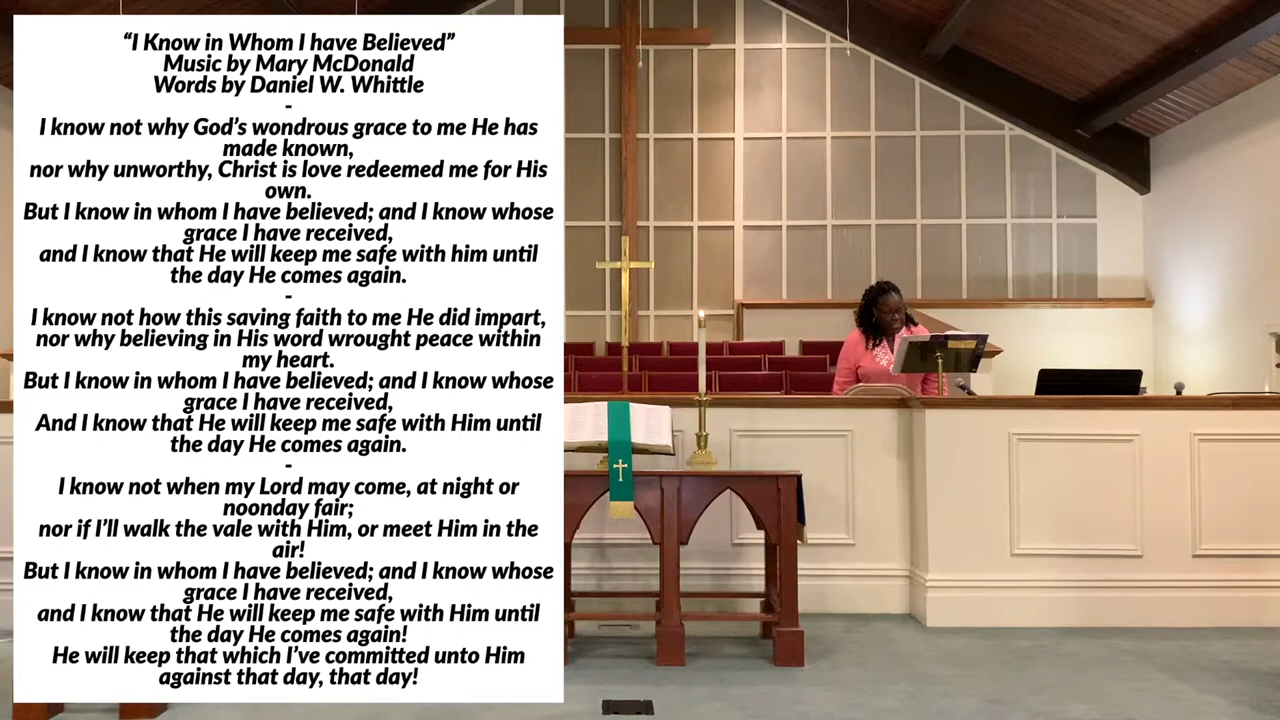 “I Know in Whom I have Believed”
Music by Mary McDonald
Words by Daniel W. Whittle
-
I know not why God’s wondrous grace to me He has
made known,
nor why unworthy, Christ is love redeemed me for His
own.
But I know in whom I have believed; and I know whose
grace I have received,
and I know that He will keep me safe with him until
the day He comes again.
-
I know not how this saving faith to me He did impart,
nor why believing in His word wrought peace within
my heart.
But I know in whom I have believed; and I know whose
grace I have received,
And I know that He will keep me safe with Him until
the day He comes again.
-
I know not when my Lord may come, at night or
noonday fair;
nor if I’ll walk the vale with Him, or meet Him in the
air!
But I know in whom I have believed; and I know whose
grace I have received,
and I know that He will keep me safe with Him until
the day He comes again!
He will keep that which I’ve committed unto Him
against that day, that day!